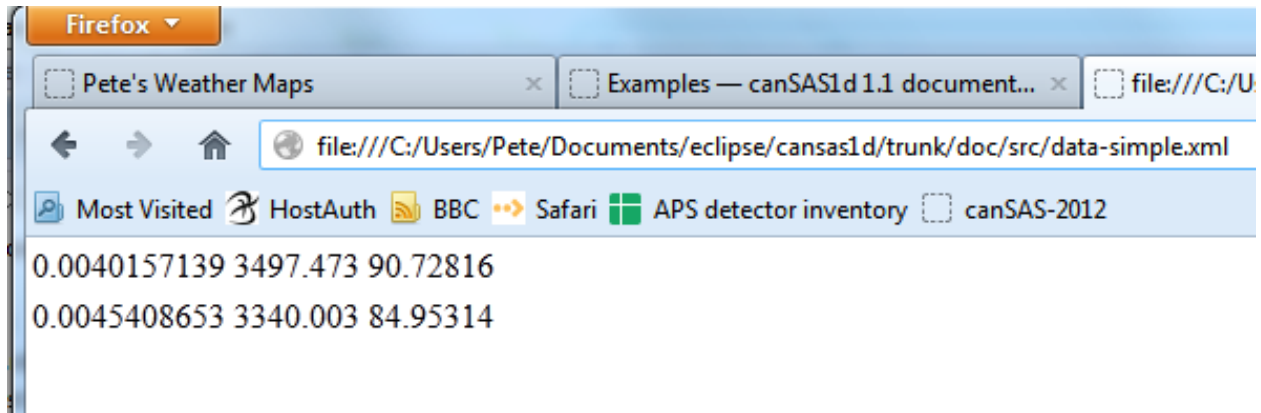 Firefox
Pete's Weather Maps × Examples — canSAS1d 1.1 document... × file:///C:/U
file:///C:/Users/Pete/Documents/eclipse/cansas1d/trunk/doc/src/data-simple.xml
Most Visited HostAuth BBC Safari APS detector inventory canSAS-2012
0.0040157139 3497.473 90.72816
0.0045408653 3340.003 84.95314